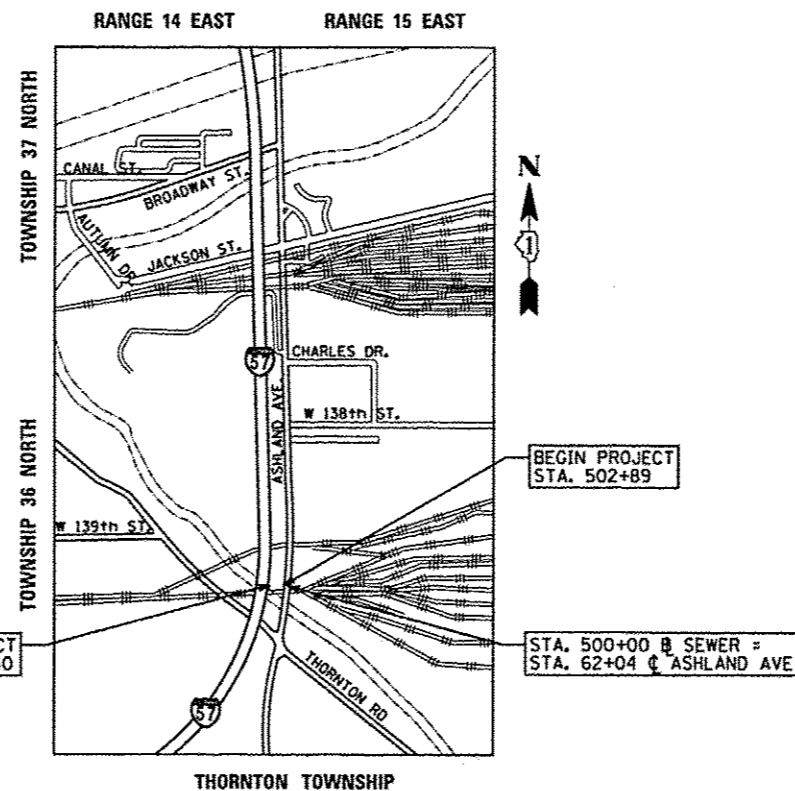 RANGE 14 EAST RANGE 15 EAST
TOWNSHIP 37 NORTH
CANAL ST.
BROADWAY ST.
AUTUMN DR.
JACKSON ST.
N
1
57
CHARLES DR.
ASHLAND AVE.
W 138th ST.
TOWNSHIP 36 NORTH
BEGIN PROJECT
STA. 502+89
W 139th ST.
STA. 500+00 B SEWER =
STA. 62+04 ℄ ASHLAND AVE
THORNTON RD
57
THORNTON TOWNSHIP